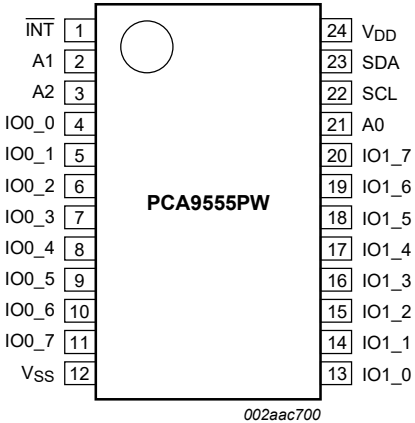 INT 1 24 VDD
A1 2 23 SDA
A2 3 22 SCL
IO0_0 4 21 A0
IO0_1 5 20 IO1_7
IO0_2 6 19 IO1_6
PCA9555PW
IO0_3 7 18 IO1_5
IO0_4 8 17 IO1_4
IO0_5 9 16 IO1_3
IO0_6 10 15 IO1_2
IO0_7 11 14 IO1_1
VSS 12 13 IO1_0
002aac700